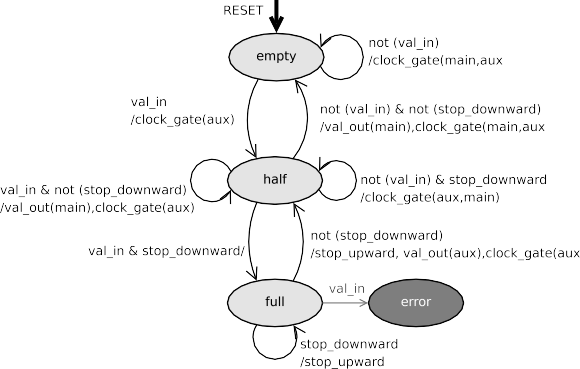 RESET
empty
not (val_in)
/clock_gate(main,aux
val_in
/clock_gate(aux)
not (val_in) & not (stop_downward)
/val_out(main),clock_gate(main,aux
half
val_in & not (stop_downward)
/val_out(main),clock_gate(aux)
not (val_in) & stop_downward
/clock_gate(aux,main)
val_in & stop_downward/
not (stop_downward)
/stop_upward, val_out(aux),clock_gate(aux
full
val_in
error
stop_downward
/stop_upward